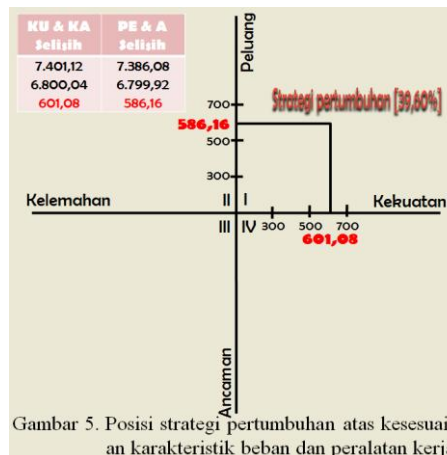 KU & KA PE & A
Selisih Selisih
7.401,12 7.386,08
6.800,04 6.799,92
601,08 586,16
Peluang
Strategi pertumbuhan [39,60%]
700
586,16
500
300
Kelemahan II I Kekuatan
III IV 300 500 700
601,08
Ancaman
Gambar 5. Posisi strategi pertumbuhan atas kesesuai
an karakteristik beban dan peralatan kerj